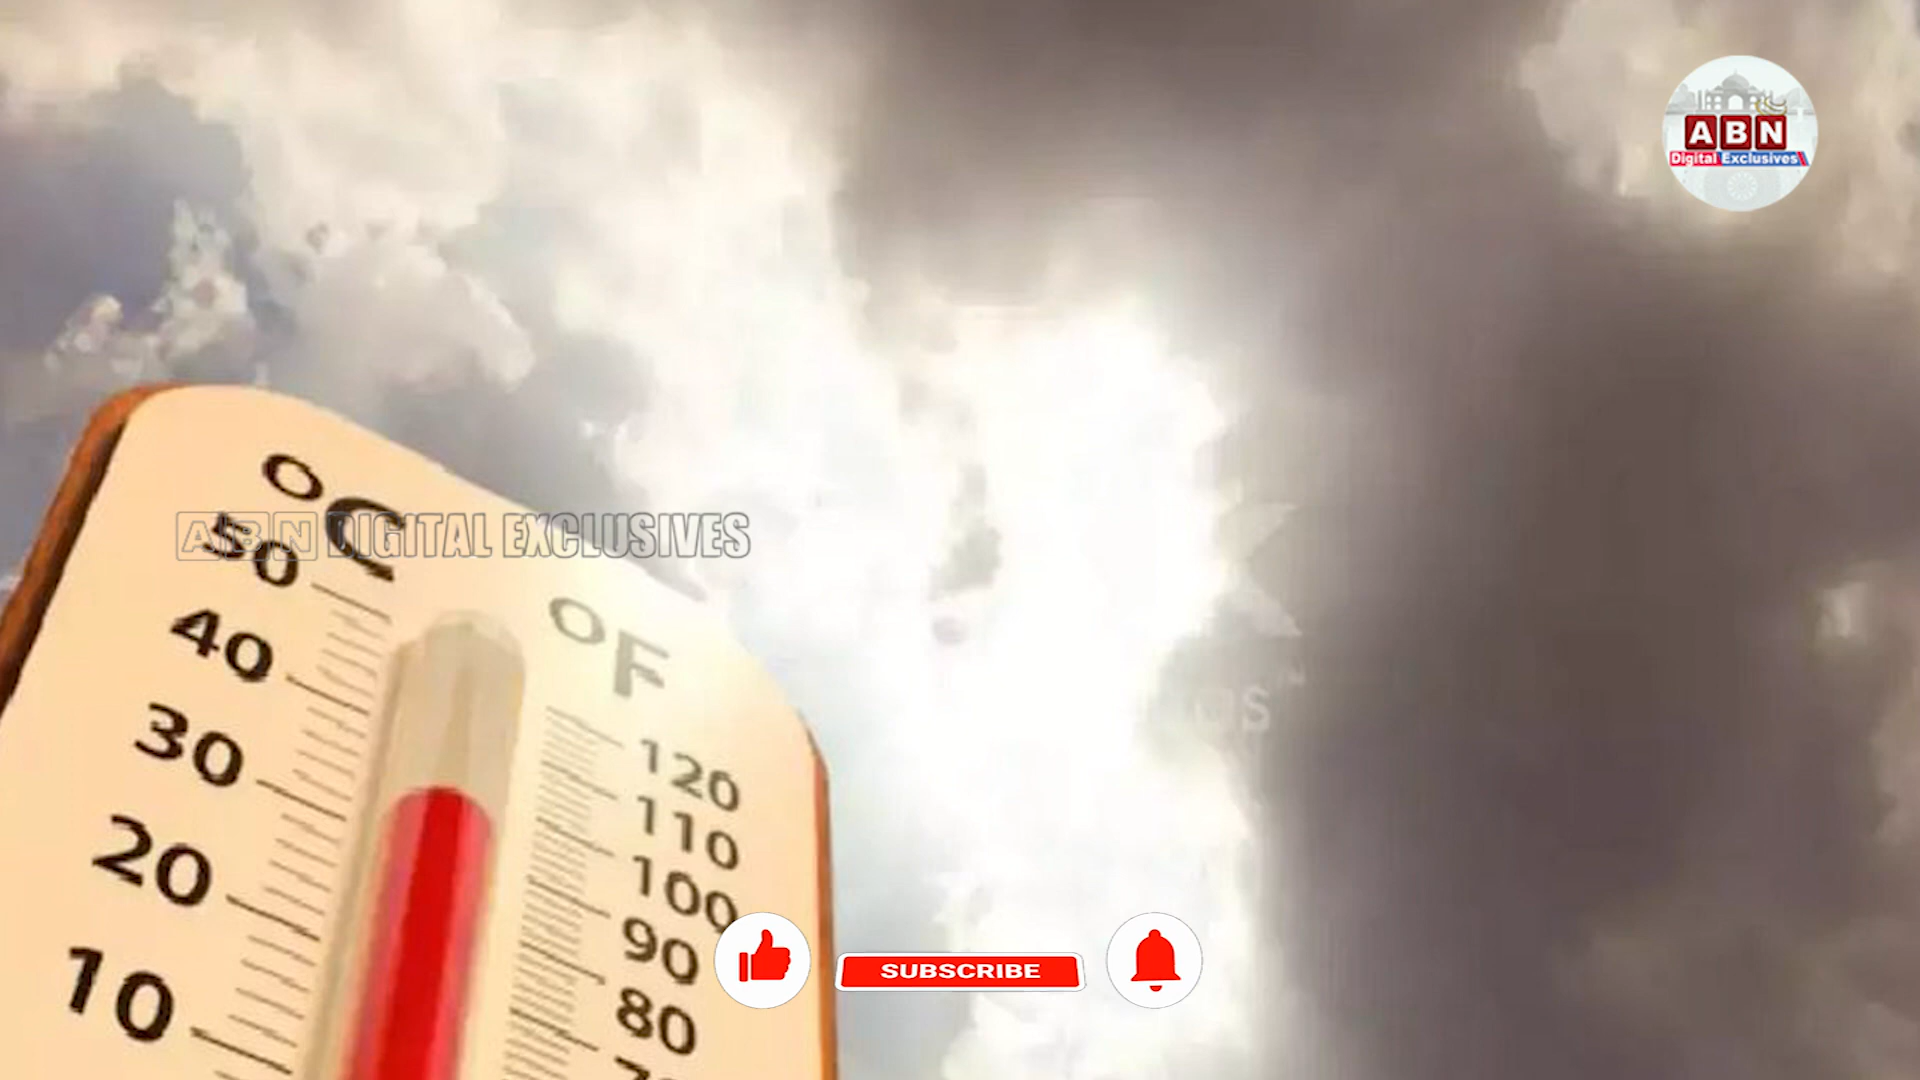 ABN
Digital Exclusives
°C
ABN DIGITAL EXCLUSIVES
50
40
30
20
10
°F
120
110
100
90
80
SUBSCRIBE